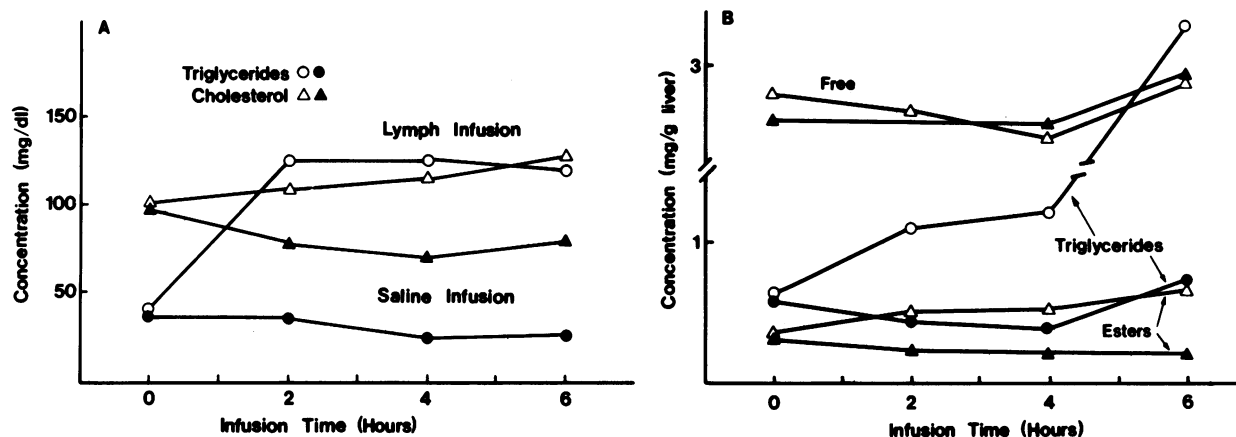 A
Triglycerides
Cholesterol
Lymph Infusion
Saline Infusion
150
100
50
0 2 4 6
Concentration (mg/dl)
Infusion Time (Hours)
B
Free
Triglycerides
Esters
3
1
0 2 4 6
Concentration (mg/g liver)
Infusion Time (Hours)